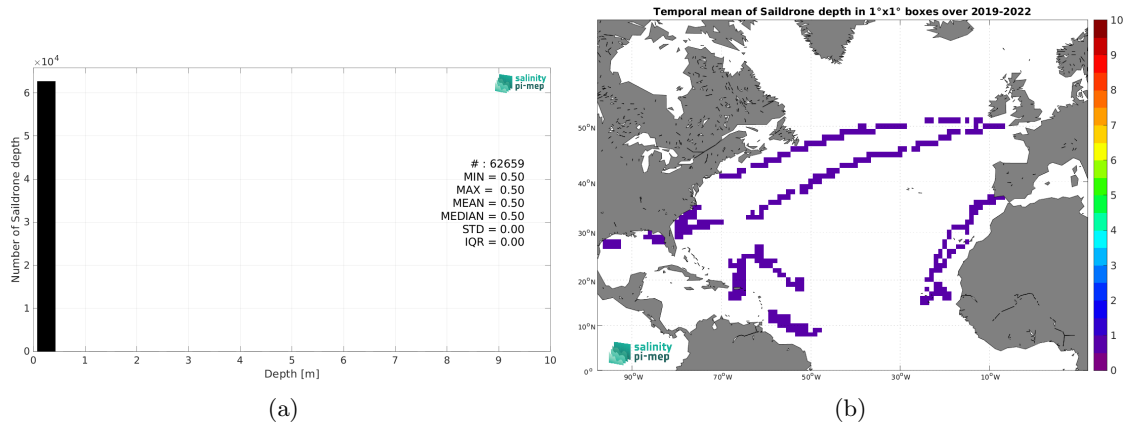 ×10⁴
6
5
4
3
2
1
0
Number of Saildrone depth
salinity
pi-mep
# : 62659
MIN = 0.50
MAX = 0.50
MEAN = 0.50
MEDIAN = 0.50
STD = 0.00
IQR = 0.00
0 1 2 3 4 5 6 7 8 9 10
Depth [m]
(a)
Temporal mean of Saildrone depth in 1°x1° boxes over 2019-2022
50°N
40°N
30°N
20°N
10°N
0°
90°W 70°W 50°W 30°W 10°W
salinity
pi-mep
10
9
8
7
6
5
4
3
2
1
0
(b)